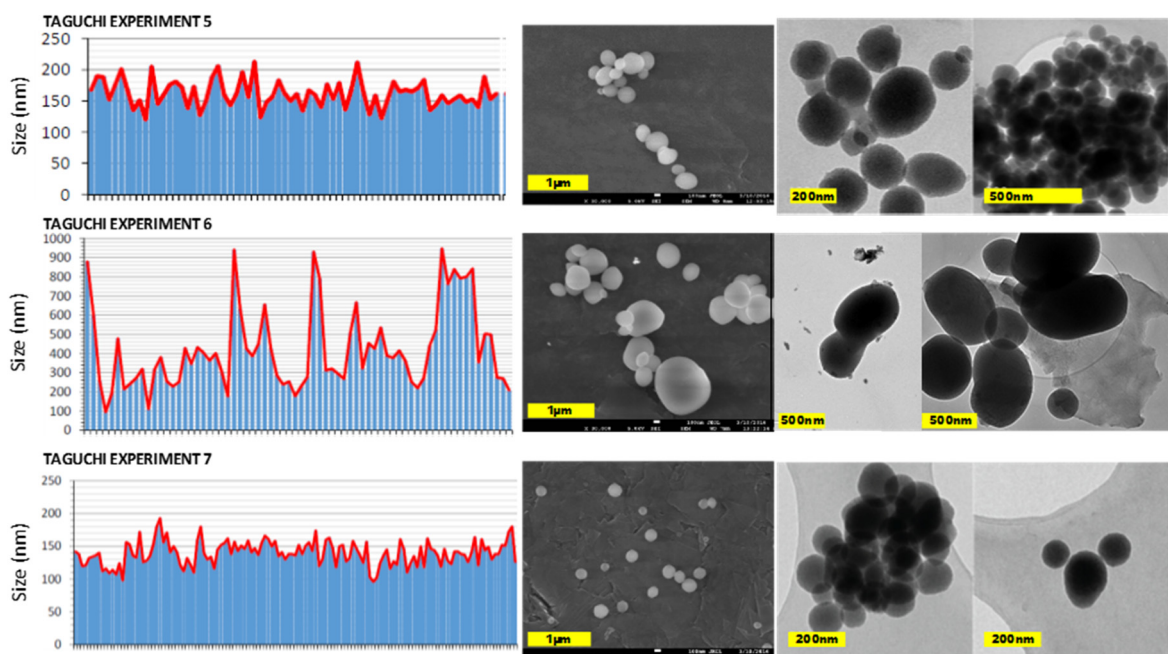 TAGUCHI EXPERIMENT 5
Size (nm)
250
200
150
100
50
0
1µm
200nm
500nm
TAGUCHI EXPERIMENT 6
Size (nm)
1000
900
800
700
600
500
400
300
200
100
0
1µm
500nm
500nm
TAGUCHI EXPERIMENT 7
Size (nm)
250
200
150
100
50
0
1µm
200nm
200nm